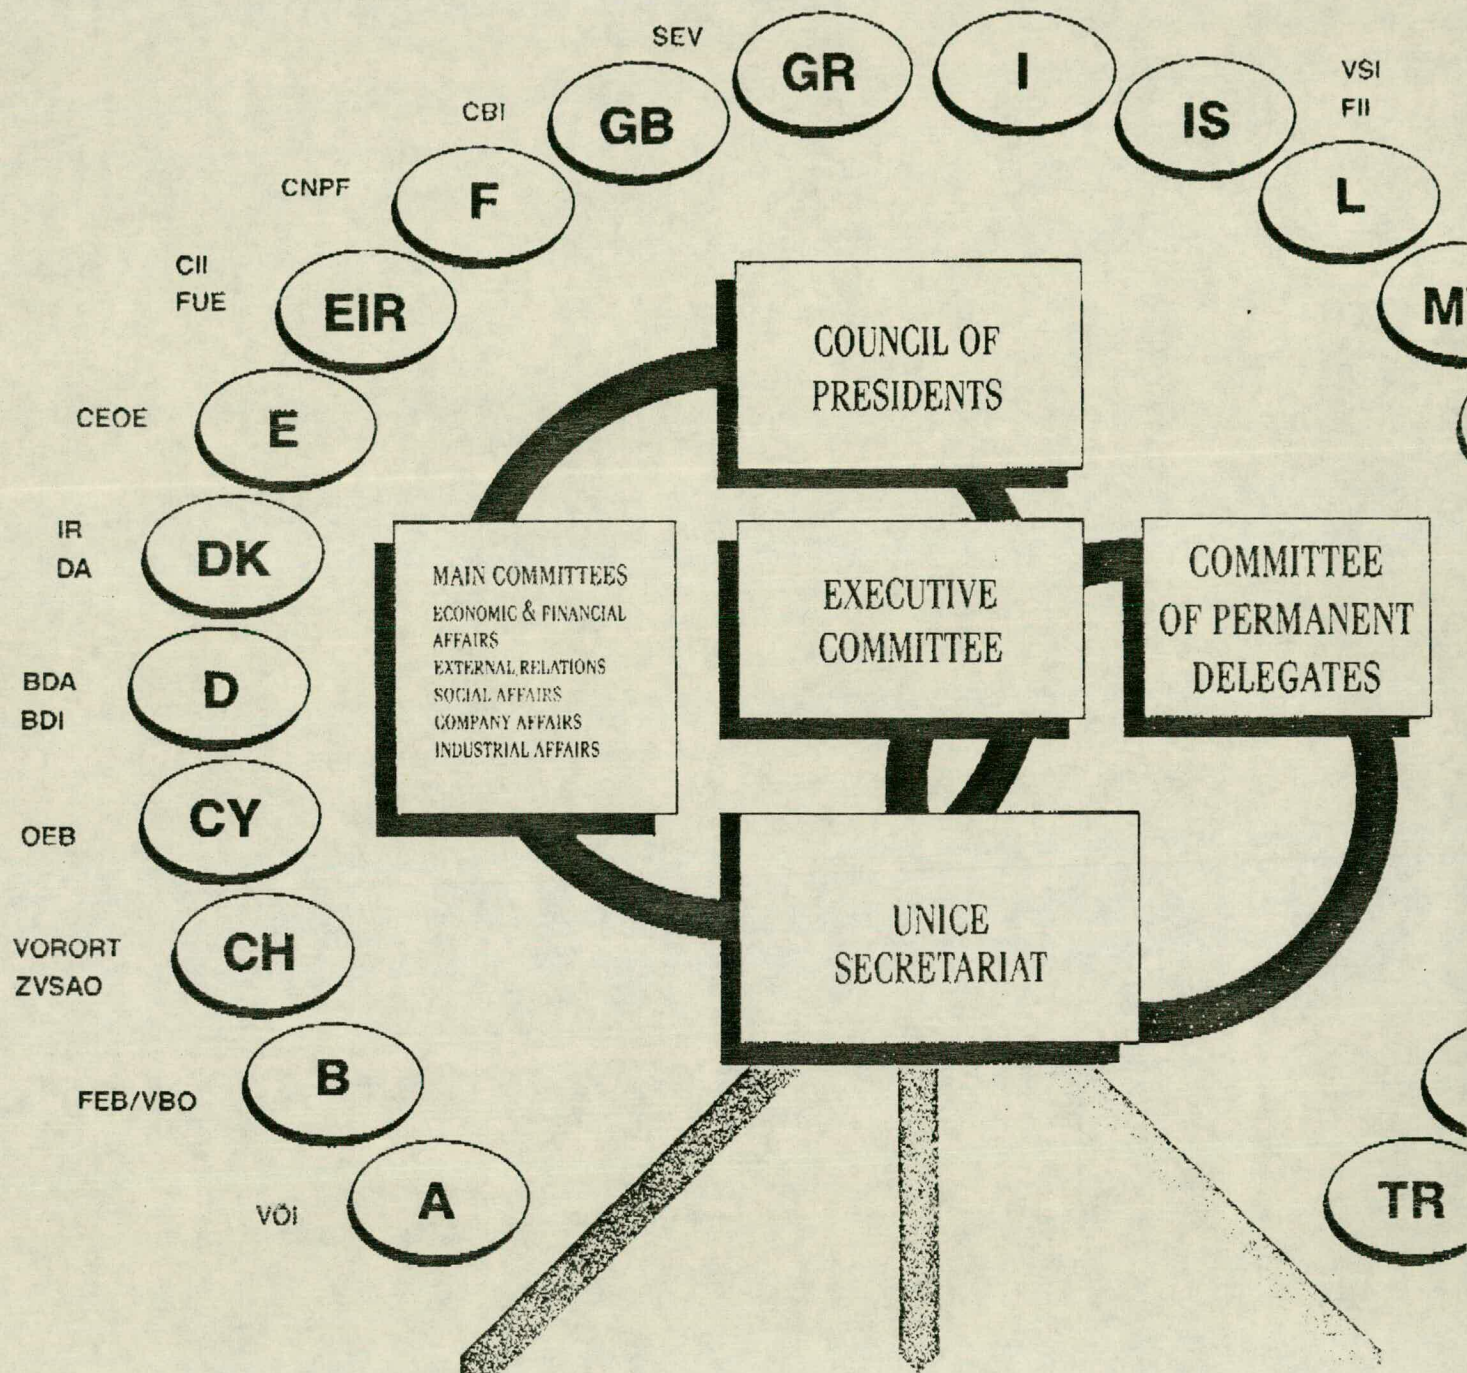 SEV
GR
I
VSI
FII
CBI
GB
IS
CNPF
F
L
CII
FUE
EIR
CEOE
E
IR
DA
DK
BDA
BDI
D
OEB
CY
VORORT
ZVSAO
CH
FEB/VBO
B
VÖI
A
COUNCIL OF
PRESIDENTS
MAIN COMMITTEES
ECONOMIC & FINANCIAL
AFFAIRS
EXTERNAL RELATIONS
SOCIAL AFFAIRS
COMPANY AFFAIRS
INDUSTRIAL AFFAIRS
EXECUTIVE
COMMITTEE
COMMITTEE
OF PERMANENT
DELEGATES
UNICE
SECRETARIAT
TR